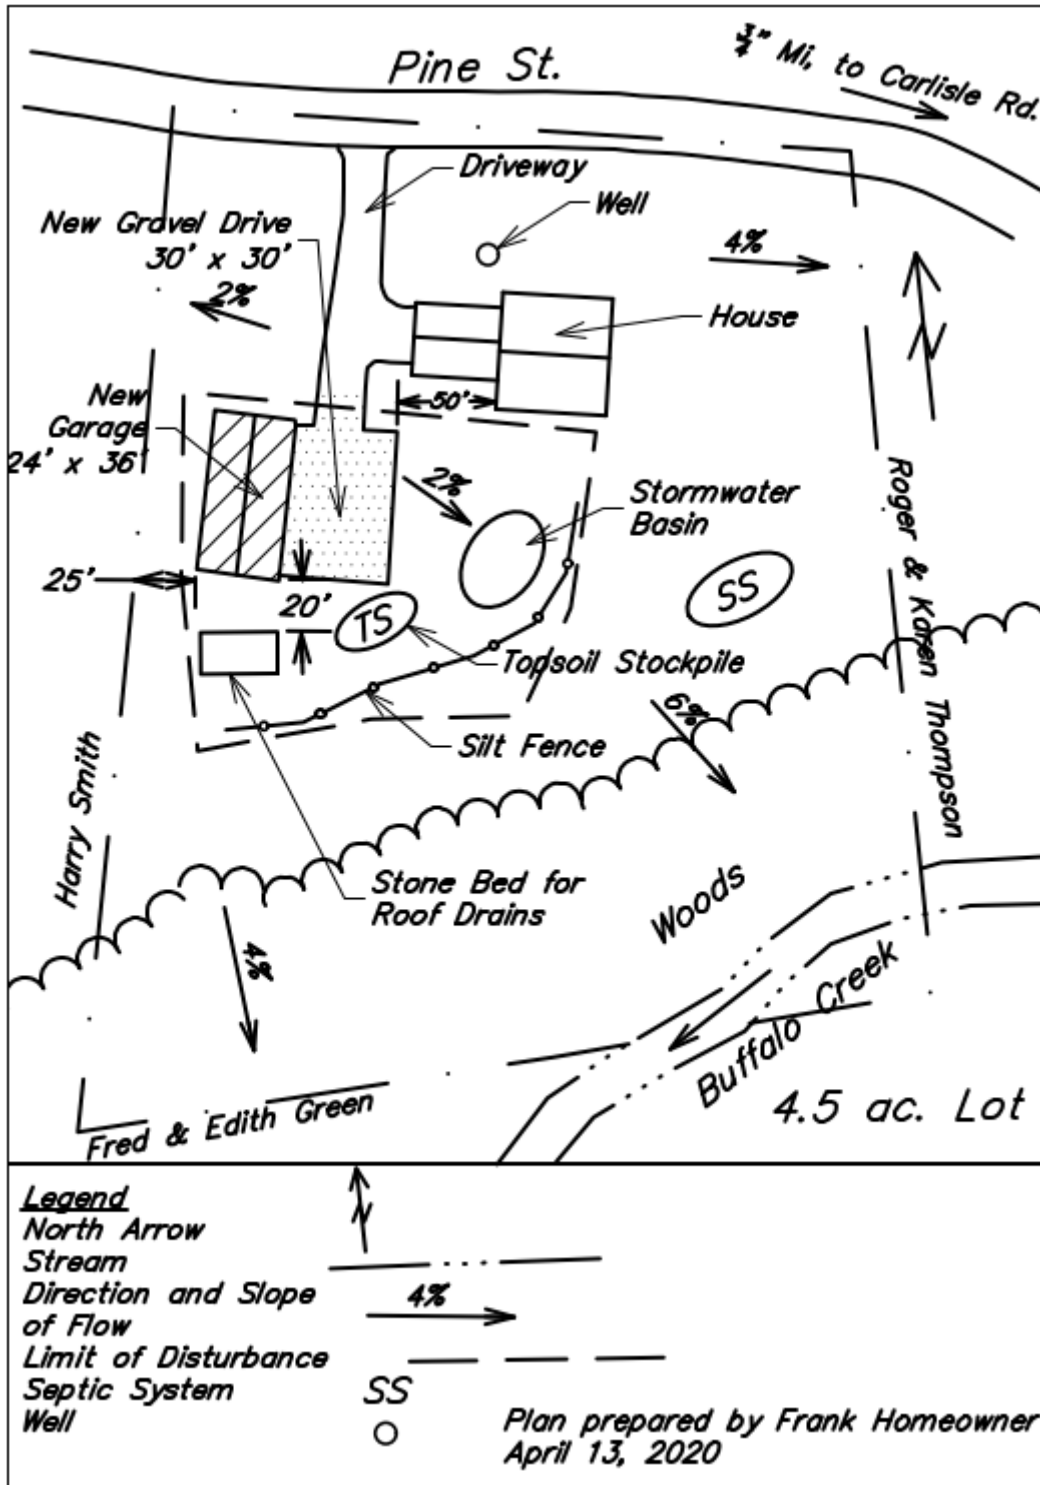 Pine St.
3/4" Mi, to Carlisle Rd.
Driveway
Well
New Gravel Drive
30' x 30'
4%
2%
House
New
Garage
24' x 36'
50'
2%
Stormwater
Basin
Roger & Karen Thompson
25'
20'
TS
SS
Topsoil Stockpile
6%
Silt Fence
Harry Smith
Stone Bed for
Roof Drains
Woods
4%
Buffalo Creek
4.5 ac. Lot
Fred & Edith Green
Legend
North Arrow
Stream
Direction and Slope
of Flow
4%
Limit of Disturbance
Septic System
SS
Well
Plan prepared by Frank Homeowner
April 13, 2020